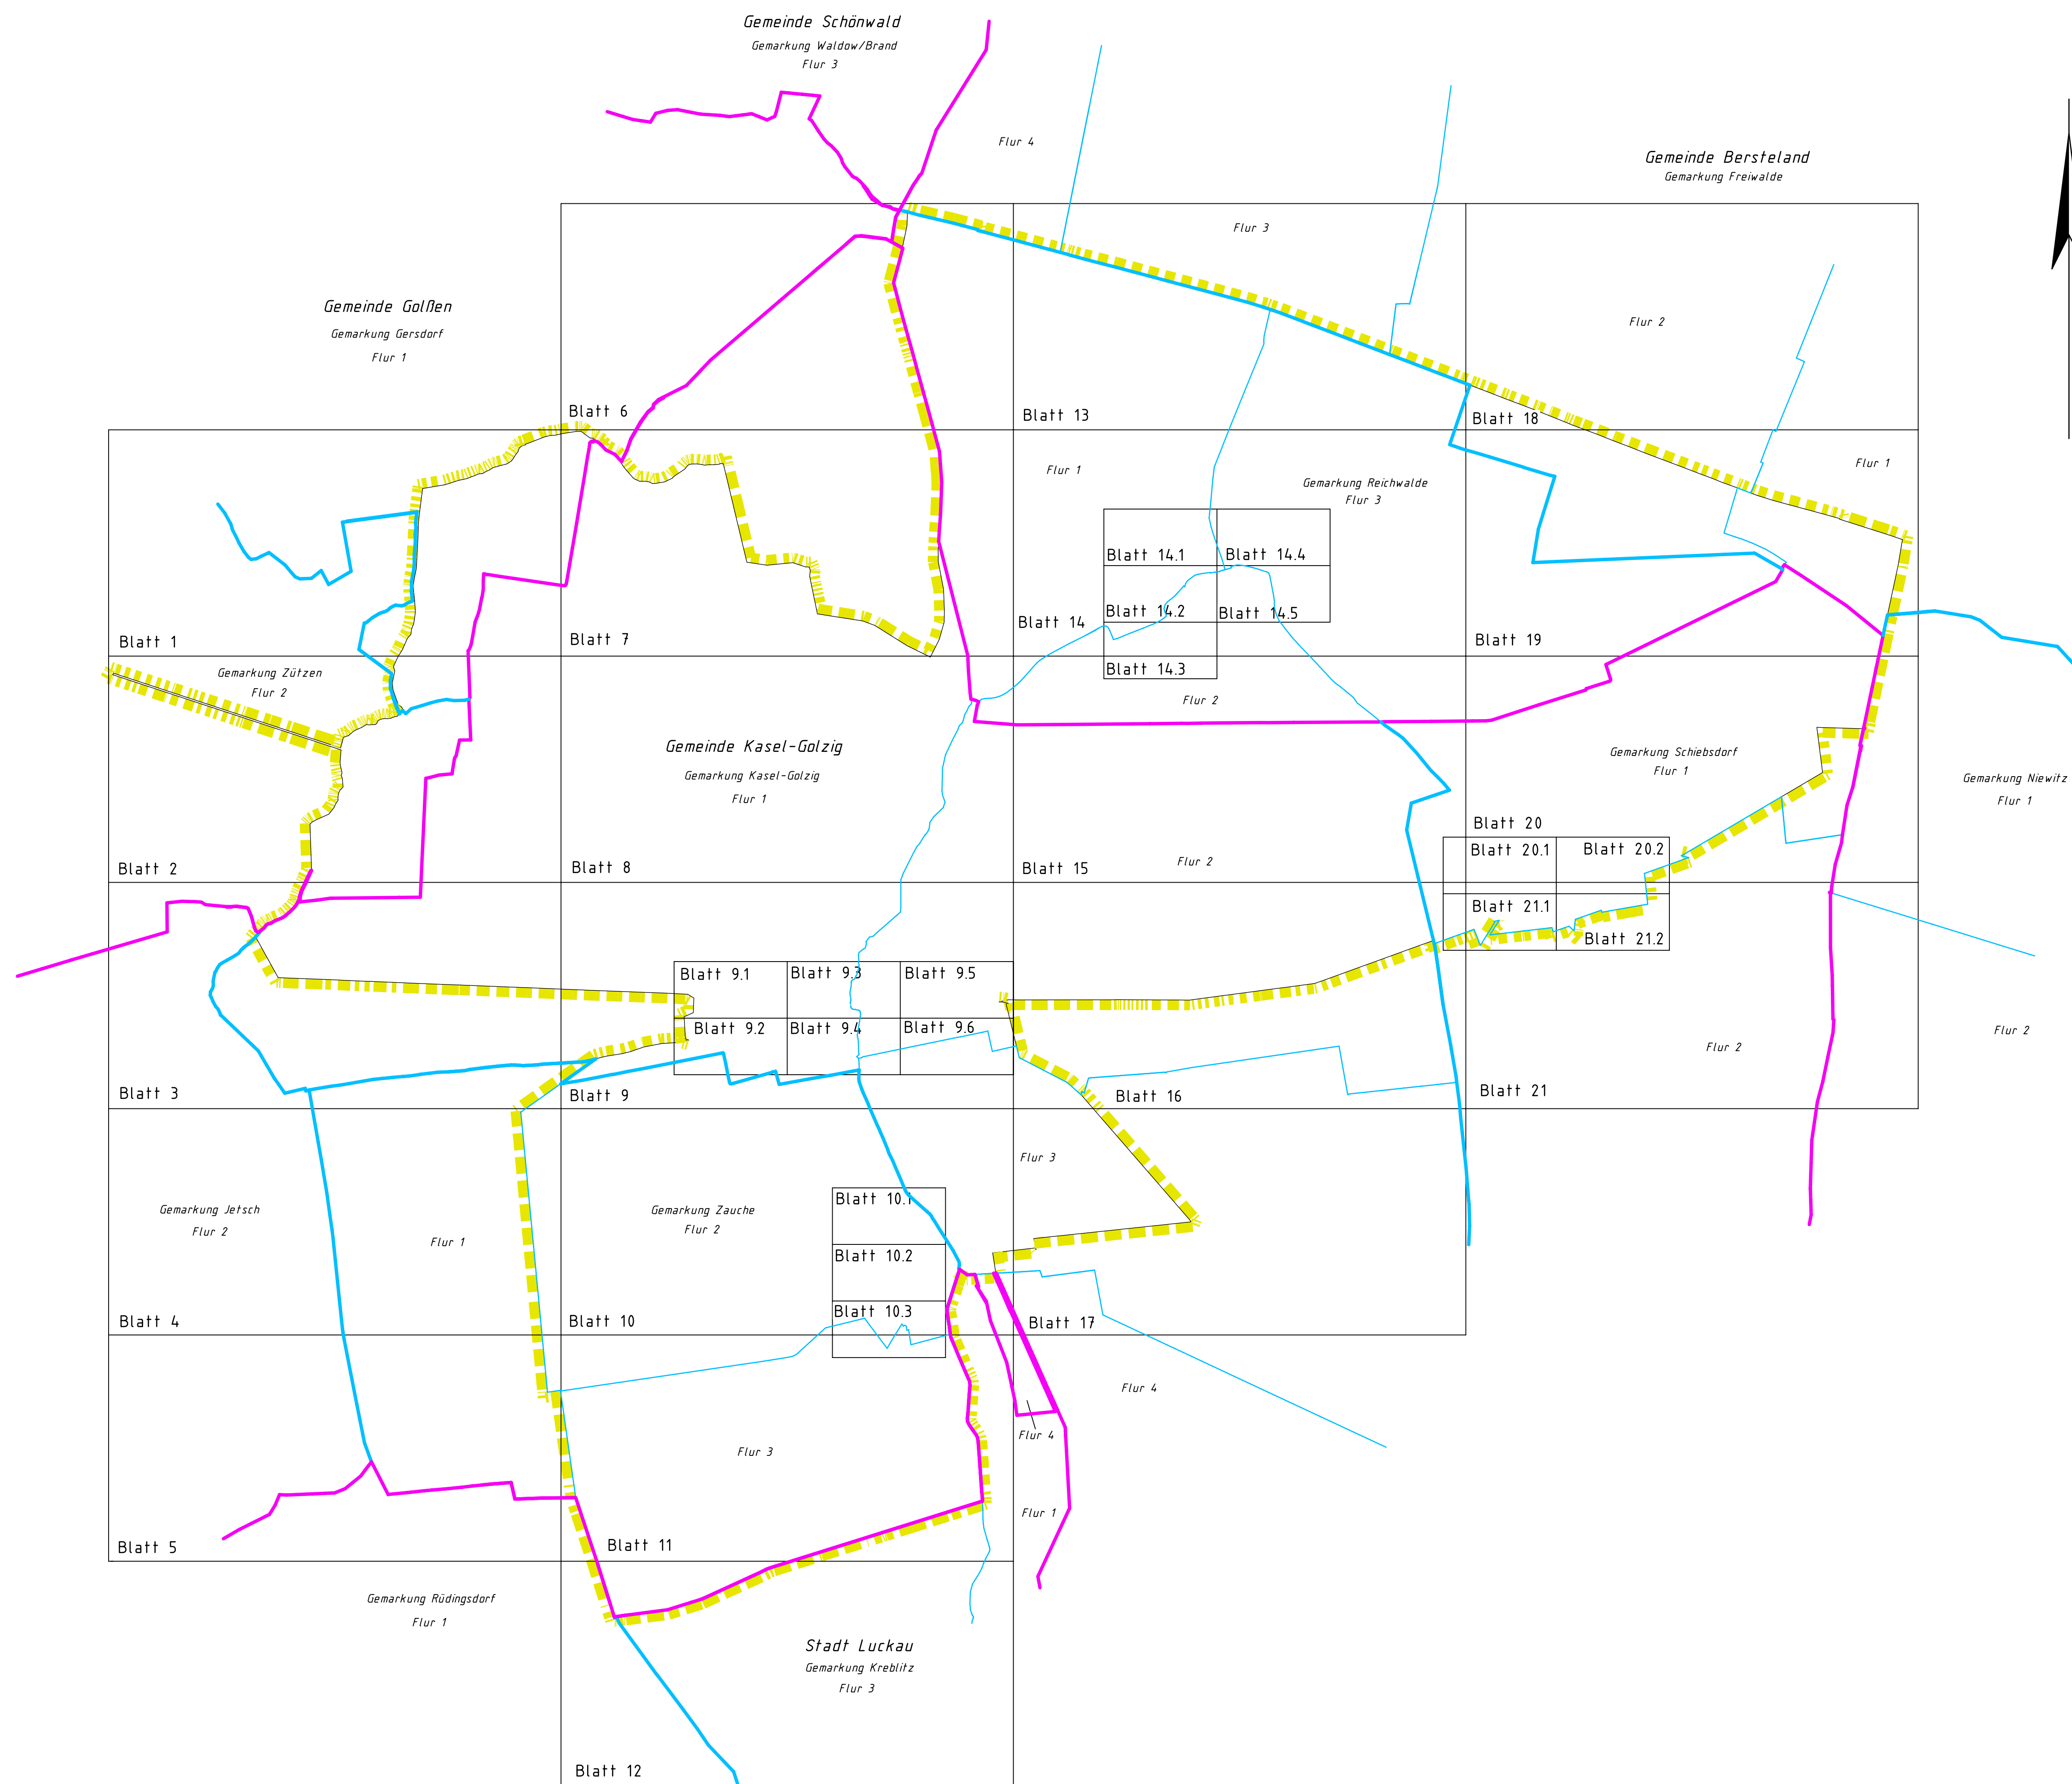 Gemeinde Schönwald
Gemarkung Waldow/Brand
Flur 3
Flur 4
Gemeinde Bersteland
Gemarkung Freiwalde
Flur 3
Gemeinde Golßen
Gemarkung Gersdorf
Flur 1
Flur 2
Blatt 6
Blatt 13
Blatt 18
Flur 1
Flur 1
Gemarkung Reichwalde
Flur 3
Blatt 14.1
Blatt 14.4
Blatt 14.2
Blatt 14.5
Blatt 14
Blatt 1
Blatt 7
Blatt 19
Blatt 14.3
Gemarkung Zützen
Flur 2
Flur 2
Gemeinde Kasel-Golzig
Gemarkung Kasel-Golzig
Flur 1
Gemarkung Schiebsdorf
Flur 1
Gemarkung Niewitz
Flur 1
Blatt 20
Blatt 20.1
Blatt 20.2
Blatt 2
Blatt 8
Blatt 15
Flur 2
Blatt 21.1
Blatt 21.2
Blatt 9.1
Blatt 9.3
Blatt 9.5
Blatt 9.2
Blatt 9.4
Blatt 9.6
Flur 2
Flur 2
Blatt 3
Blatt 9
Blatt 16
Blatt 21
Flur 3
Gemarkung Jetsch
Flur 2
Flur 1
Gemarkung Zauche
Flur 2
Blatt 10.1
Blatt 10.2
Blatt 10.3
Blatt 4
Blatt 10
Blatt 17
Flur 4
Flur 4
Flur 3
Flur 1
Blatt 5
Blatt 11
Gemarkung Rüdingsdorf
Flur 1
Stadt Luckau
Gemarkung Kreblitz
Flur 3
Blatt 12